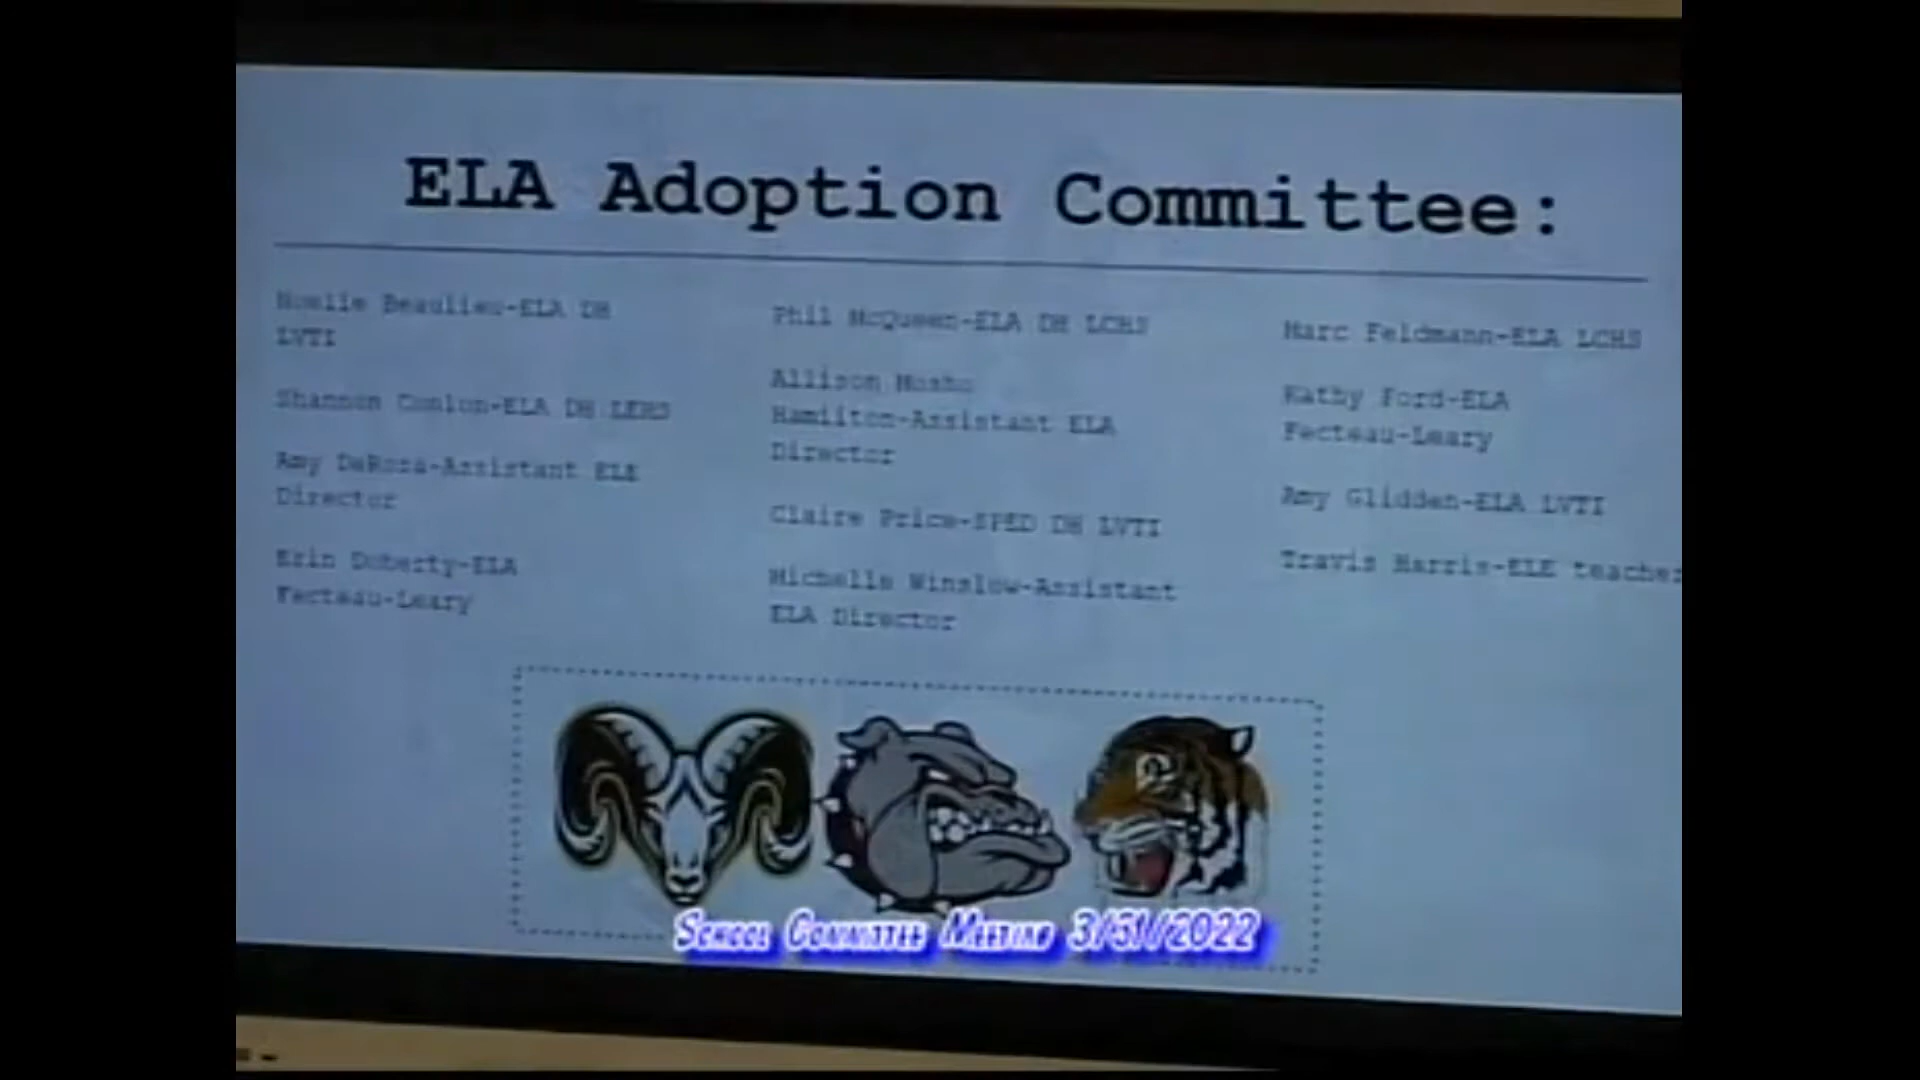 ELA Adoption Committee:
Noelle Beaulieu-ELA DH
LVTI
Shannon Conlon-ELA DH LEHS
Amy DeRosa-Assistant ELE
Director
Erin Doherty-ELA
Fecteau-Leary
Phil McQueen-ELA DH LCHS
Allison Mosho
Hamilton-Assistant ELA
Director
Claire Price-SPED DH LVTI
Michelle Winslow-Assistant
ELA Director
Marc Feldmann-ELA LCHS
Kathy Ford-ELA
Fecteau-Leary
Amy Glidden-ELA LVTI
Travis Harris-ELE teacher
School Committee Meeting 3/31/2022